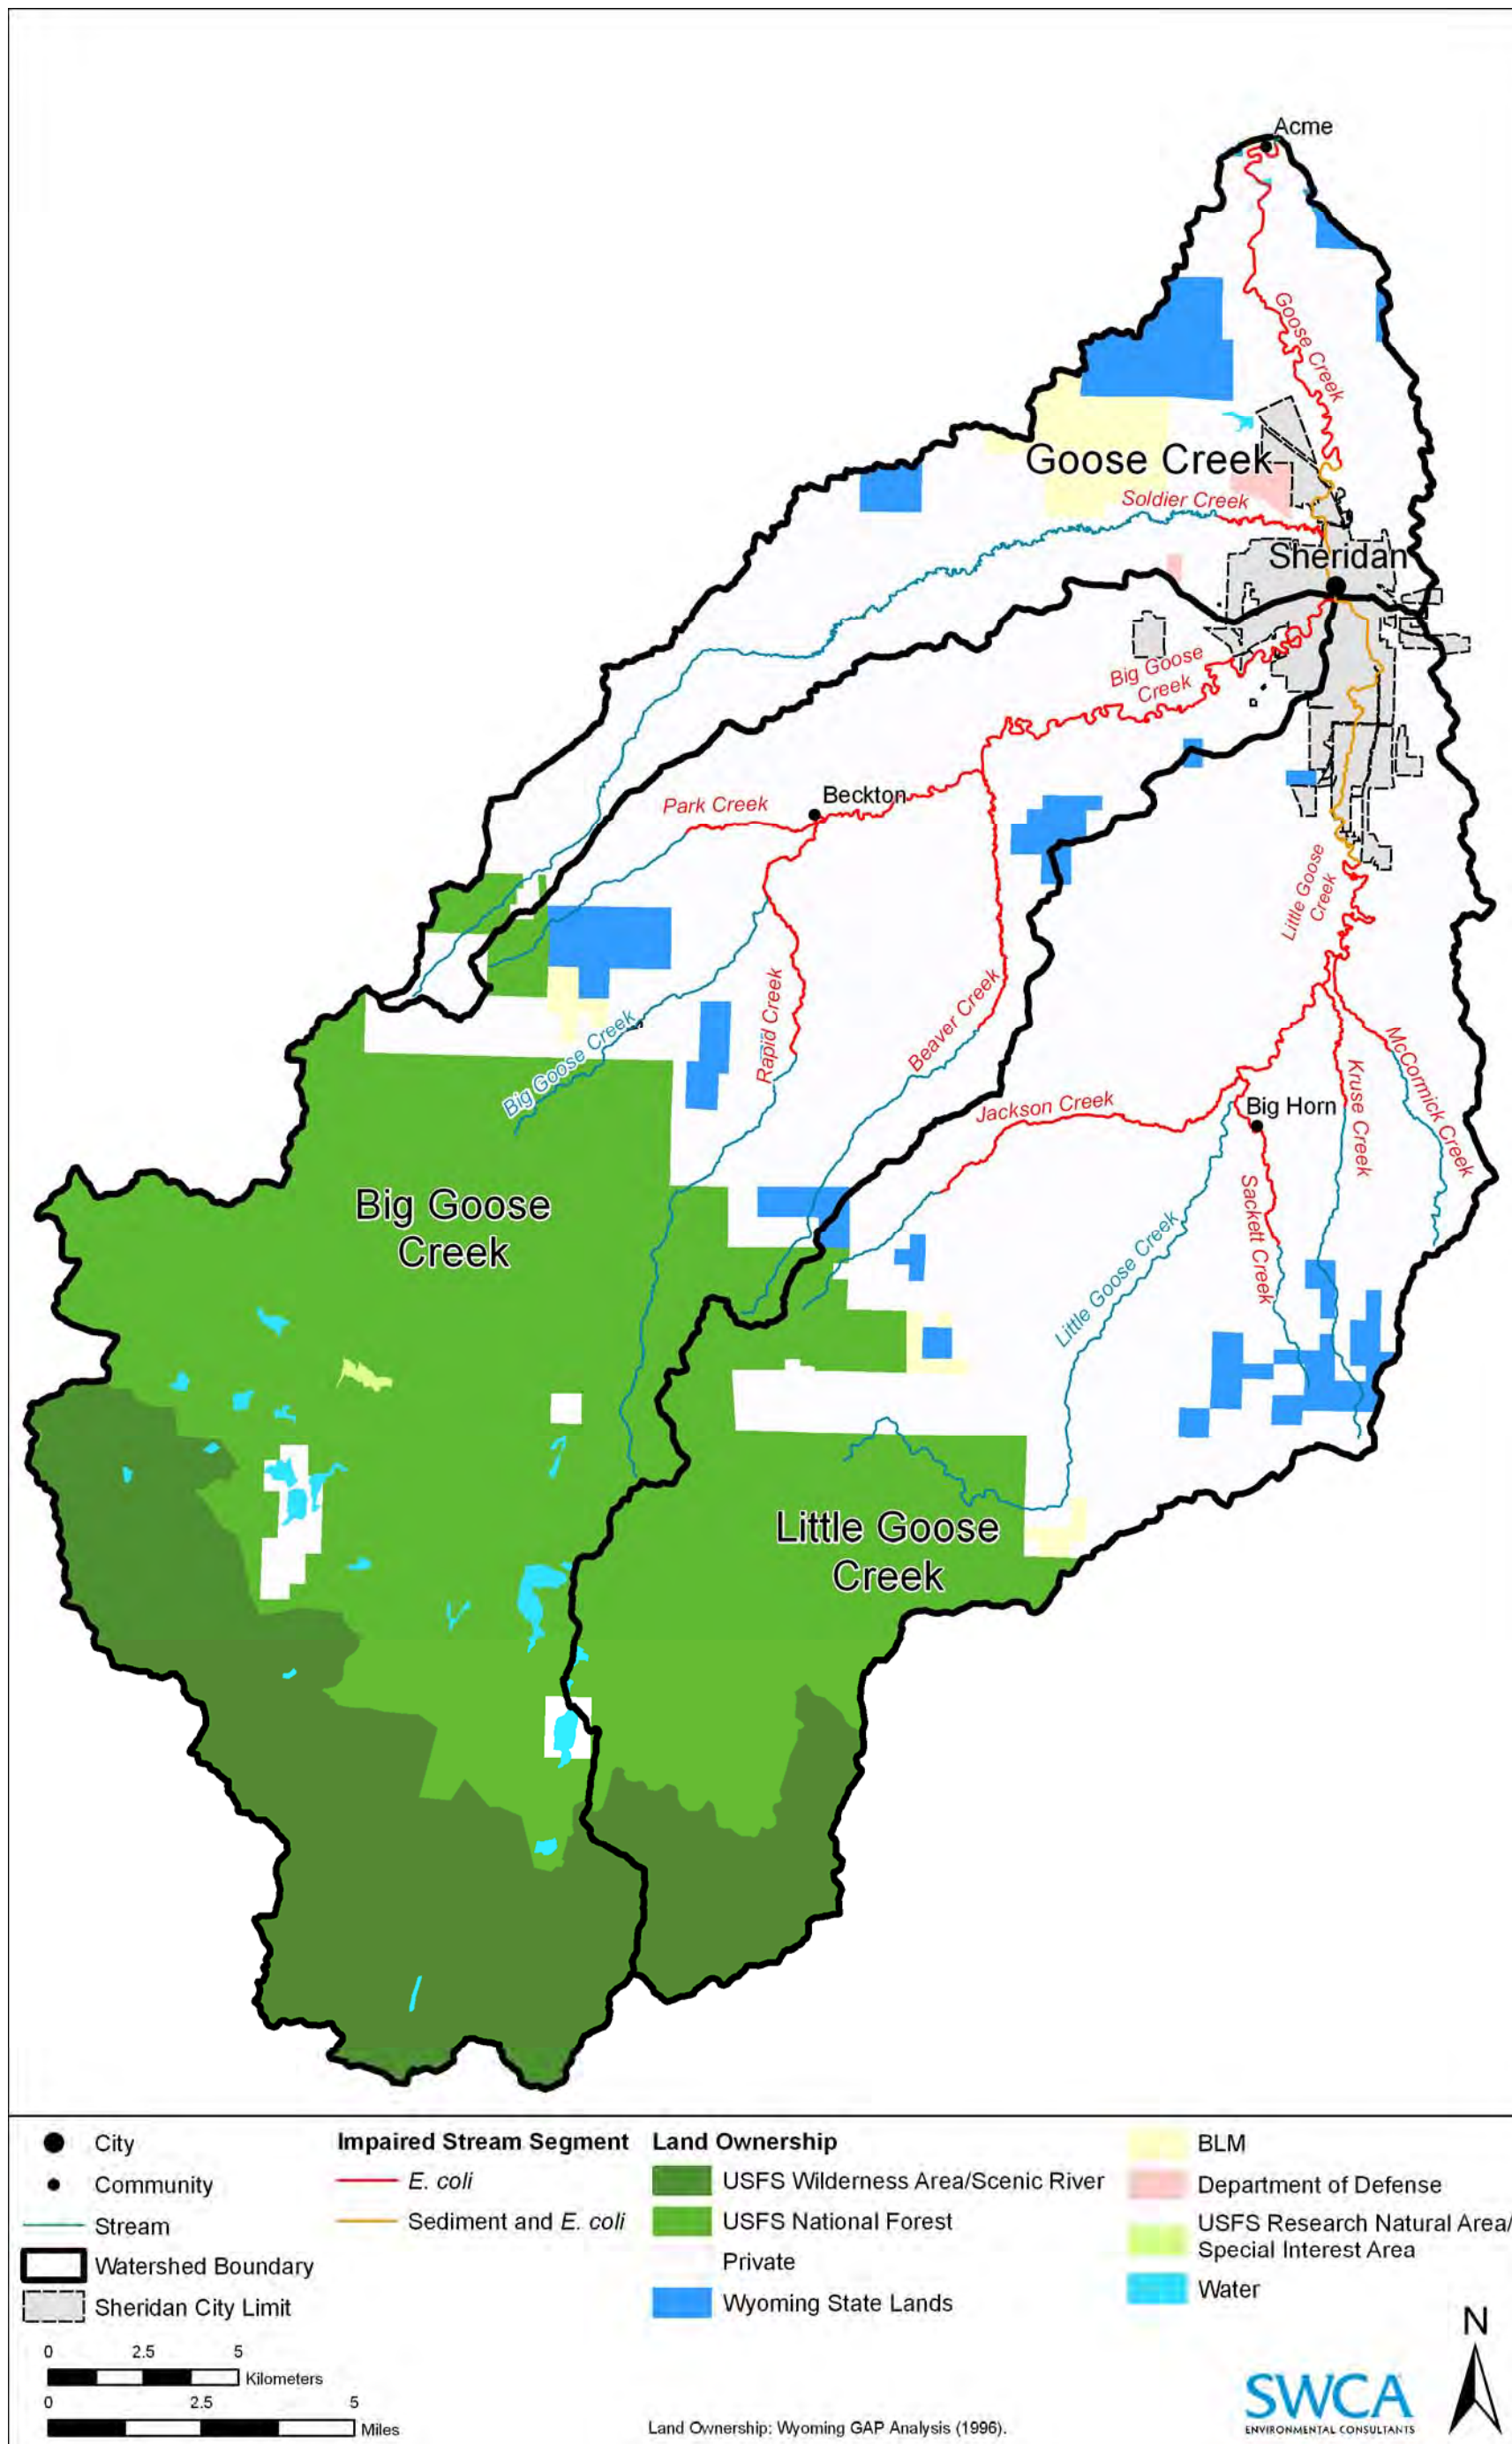 Acme
Goose Creek
Goose Creek
Soldier Creek
Sheridan
Big Goose
Creek
Beckton
Park Creek
Little Goose
Creek
Rapid Creek
Beaver Creek
Big Goose Creek
McCormick Creek
Kruse Creek
Jackson Creek
Big Horn
Sackett Creek
Big Goose
Creek
Little Goose Creek
Little Goose
Creek
City
Community
Stream
Watershed Boundary
Sheridan City Limit
Impaired Stream Segment
E. coli
Sediment and E. coli
Land Ownership
USFS Wilderness Area/Scenic River
USFS National Forest
Private
Wyoming State Lands
BLM
Department of Defense
USFS Research Natural Area/
Special Interest Area
Water
0 2.5 5
Kilometers
0 2.5 5
Miles
Land Ownership: Wyoming GAP Analysis (1996).
SWCA
ENVIRONMENTAL CONSULTANTS
N